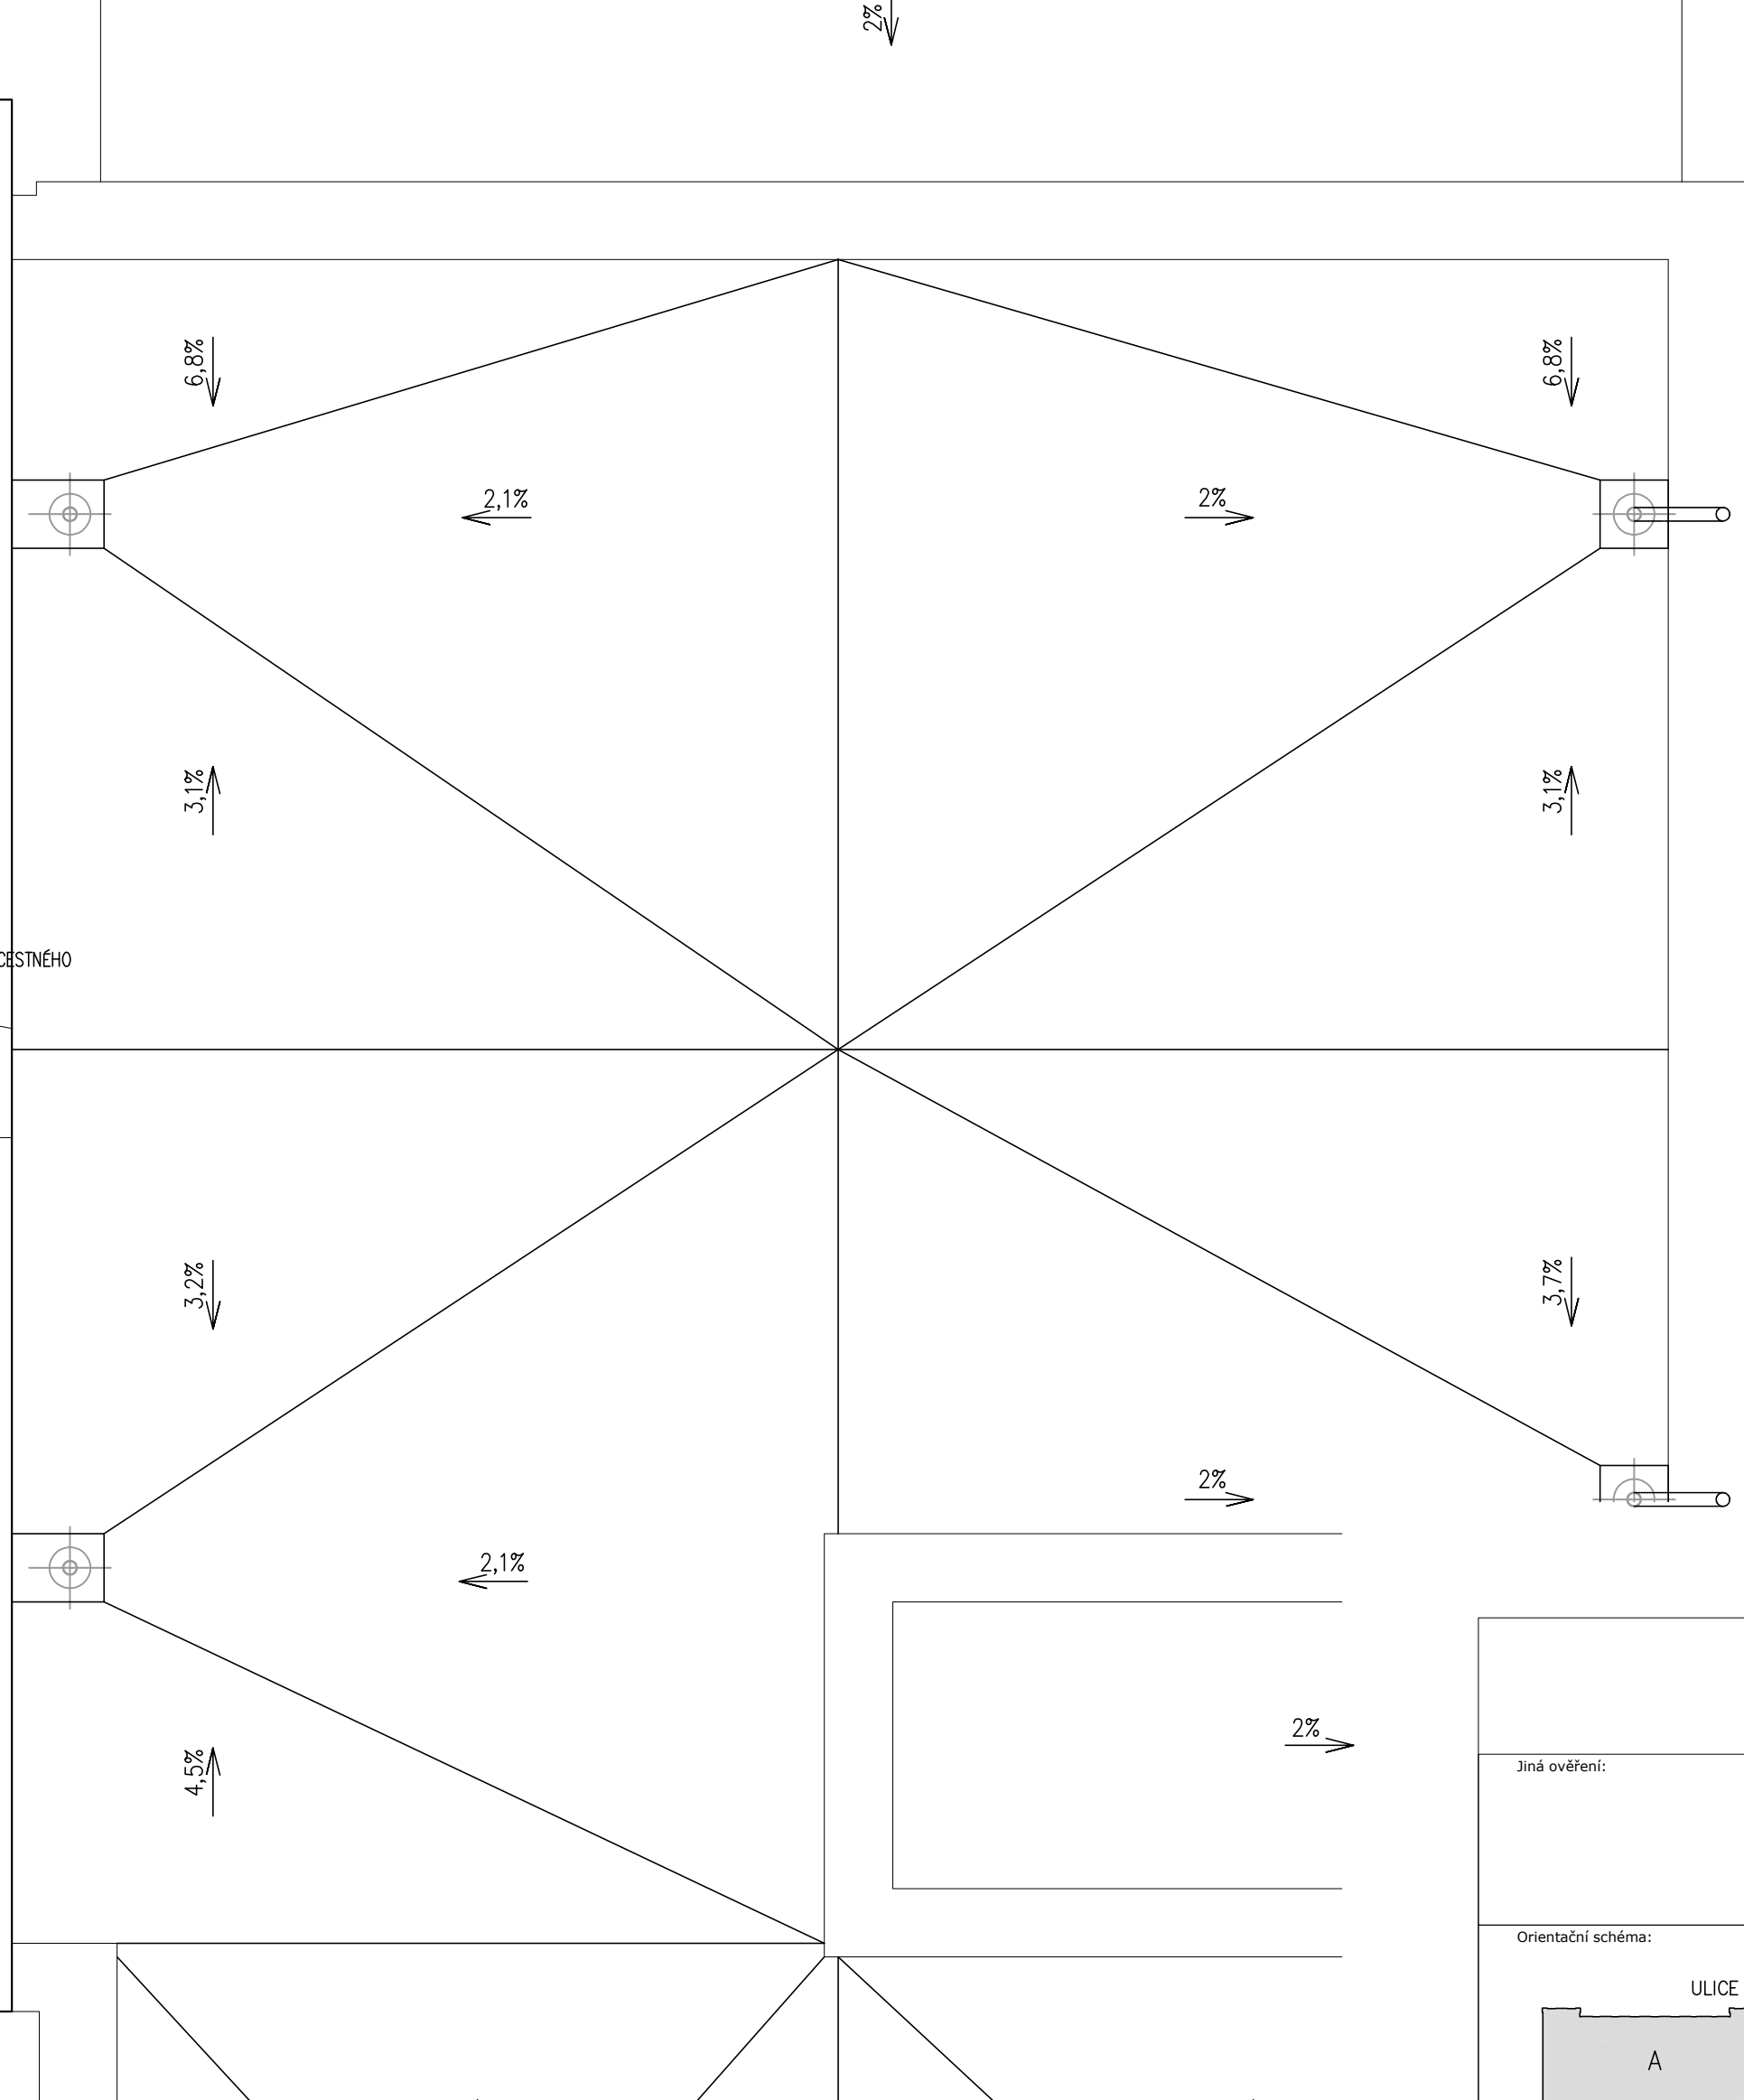 2%
6,8%
6,8%
2,1%
2%
3,1%
3,1%
CESTNÉHO
3,2%
3,7%
2%
2,1%
2%
4,5%
Jiná ověření:
Orientační schéma:
ULICE
A